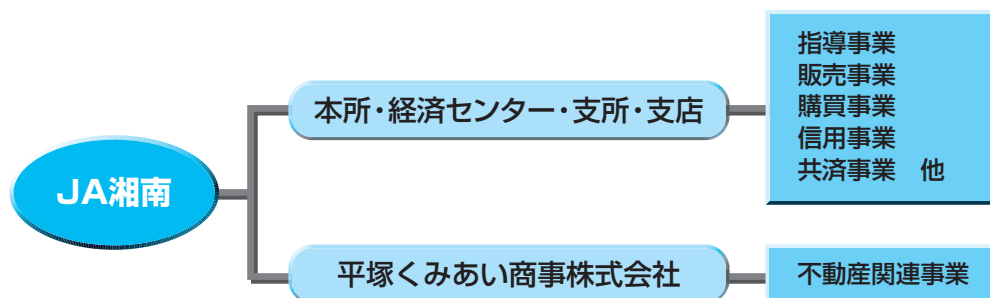 JA湘南
本所・経済センター・支所・支店
指導事業
販売事業
購買事業
信用事業
共済事業　他
平塚くみあい商事株式会社
不動産関連事業